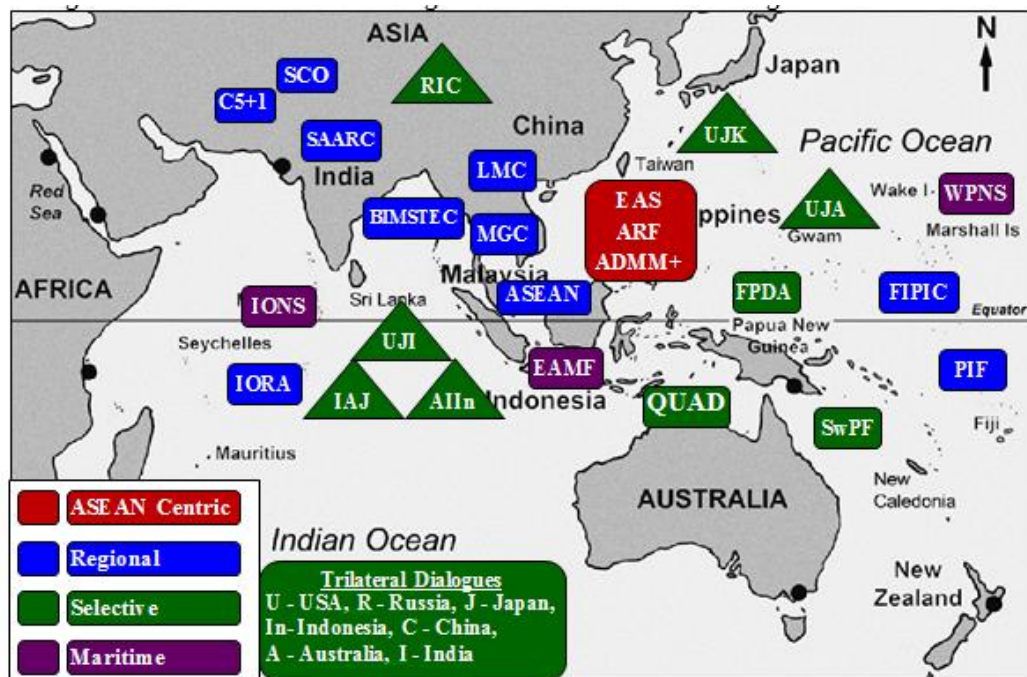 ASIA
N
SCO
RIC
Japan
C5+1
China
UJK
SAARC
Pacific Ocean
India
Taiwan
LMC
Red
Sea
Wake I-
WPNS
EAS
ARF
ADMM+
ppines
UJA
BIMSTEC
MGC
Gwam
Marshall Is
Malaysia
AFRICA
IONS
Sri Lanka
ASEAN
FPDA
FIPIC
Equator
Seychelles
UJI
Papua New
Guinea
EAMF
PIF
IORA
IAJ
AIIn
Indonesia
QUAD
SwPF
Fiji
Mauritius
New
Caledonia
AUSTRALIA
ASEAN Centric
Regional
Selective
Maritime
Indian Ocean
Trilateral Dialogues
U - USA, R - Russia, J - Japan,
In- Indonesia, C - China,
A - Australia, I - India
New
Zealand